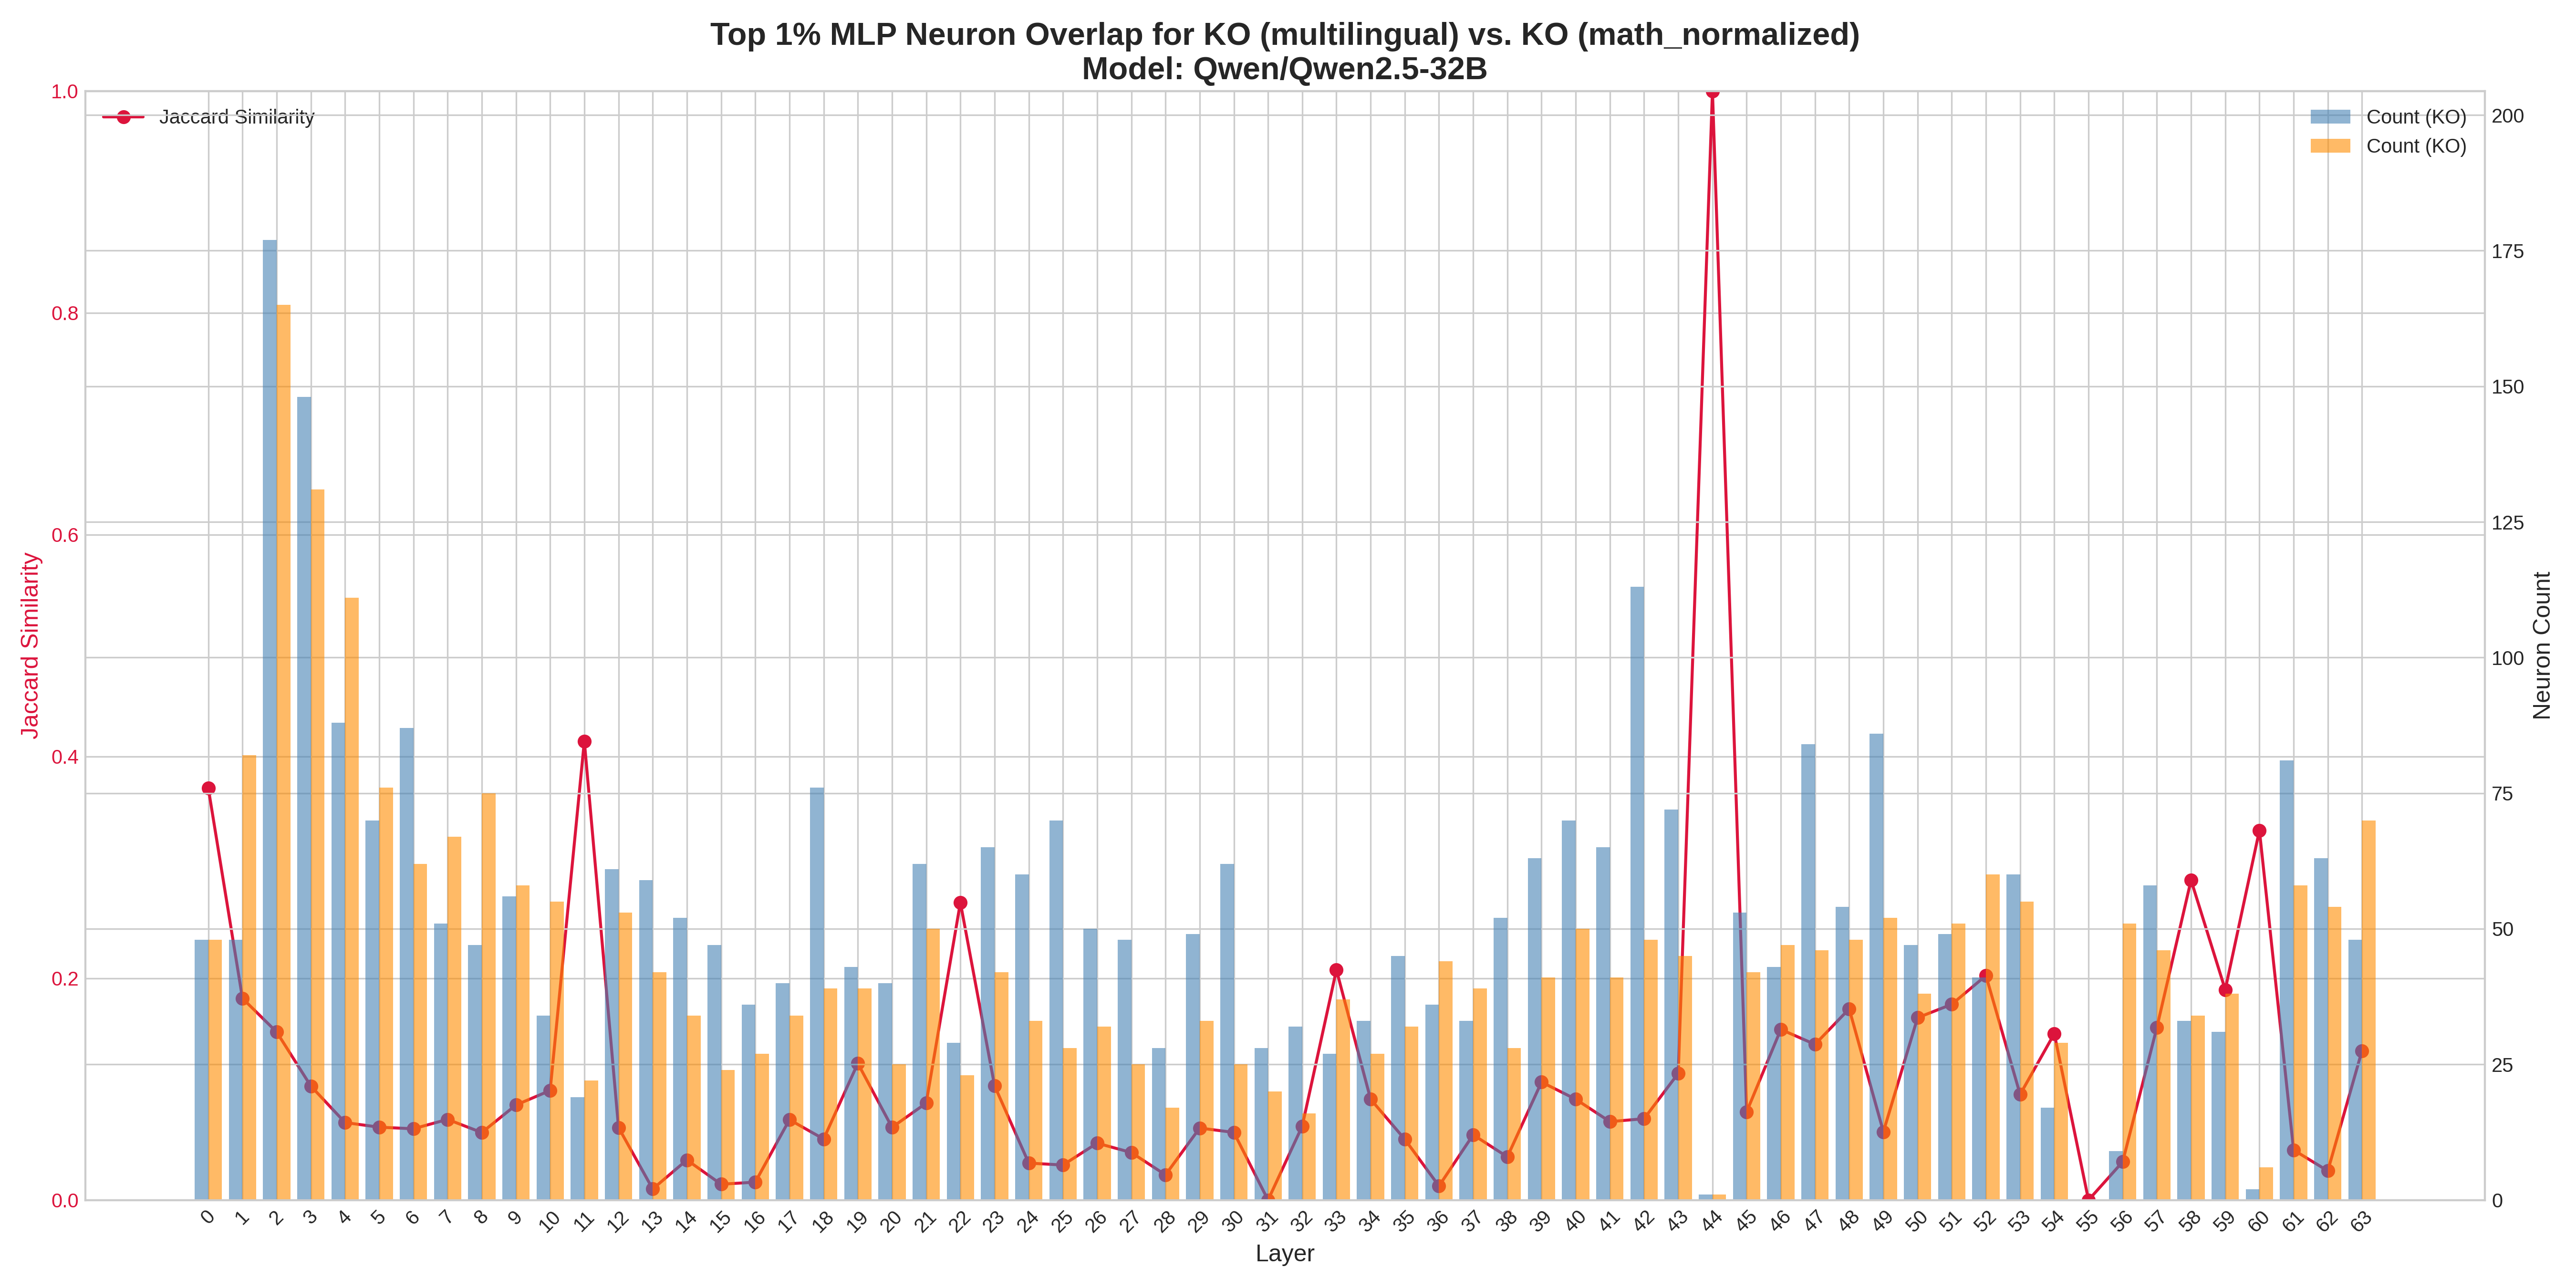 Top 1% MLP Neuron Overlap for KO (multilingual) vs. KO (math_normalized)
Model: Qwen/Qwen2.5-32B
Jaccard Similarity
Count (KO)
Count (KO)
Jaccard Similarity
1.0
0.8
0.6
0.4
0.2
0.0
200
175
150
125
100
75
50
25
0
Neuron Count
0 1 2 3 4 5 6 7 8 9 10 11 12 13 14 15 16 17 18 19 20 21 22 23 24 25 26 27 28 29 30 31 32 33 34 35 36 37 38 39 40 41 42 43 44 45 46 47 48 49 50 51 52 53 54 55 56 57 58 59 60 61 62 63
Layer